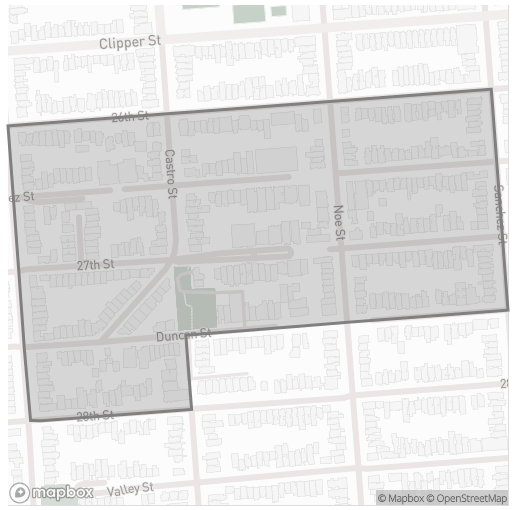 Clipper St
26th St
Castro St
ez St
Sanchez St
Noe St
27th St
Duncan St
28th St
28
Valley St
mapbox
© Mapbox © OpenStreetMap